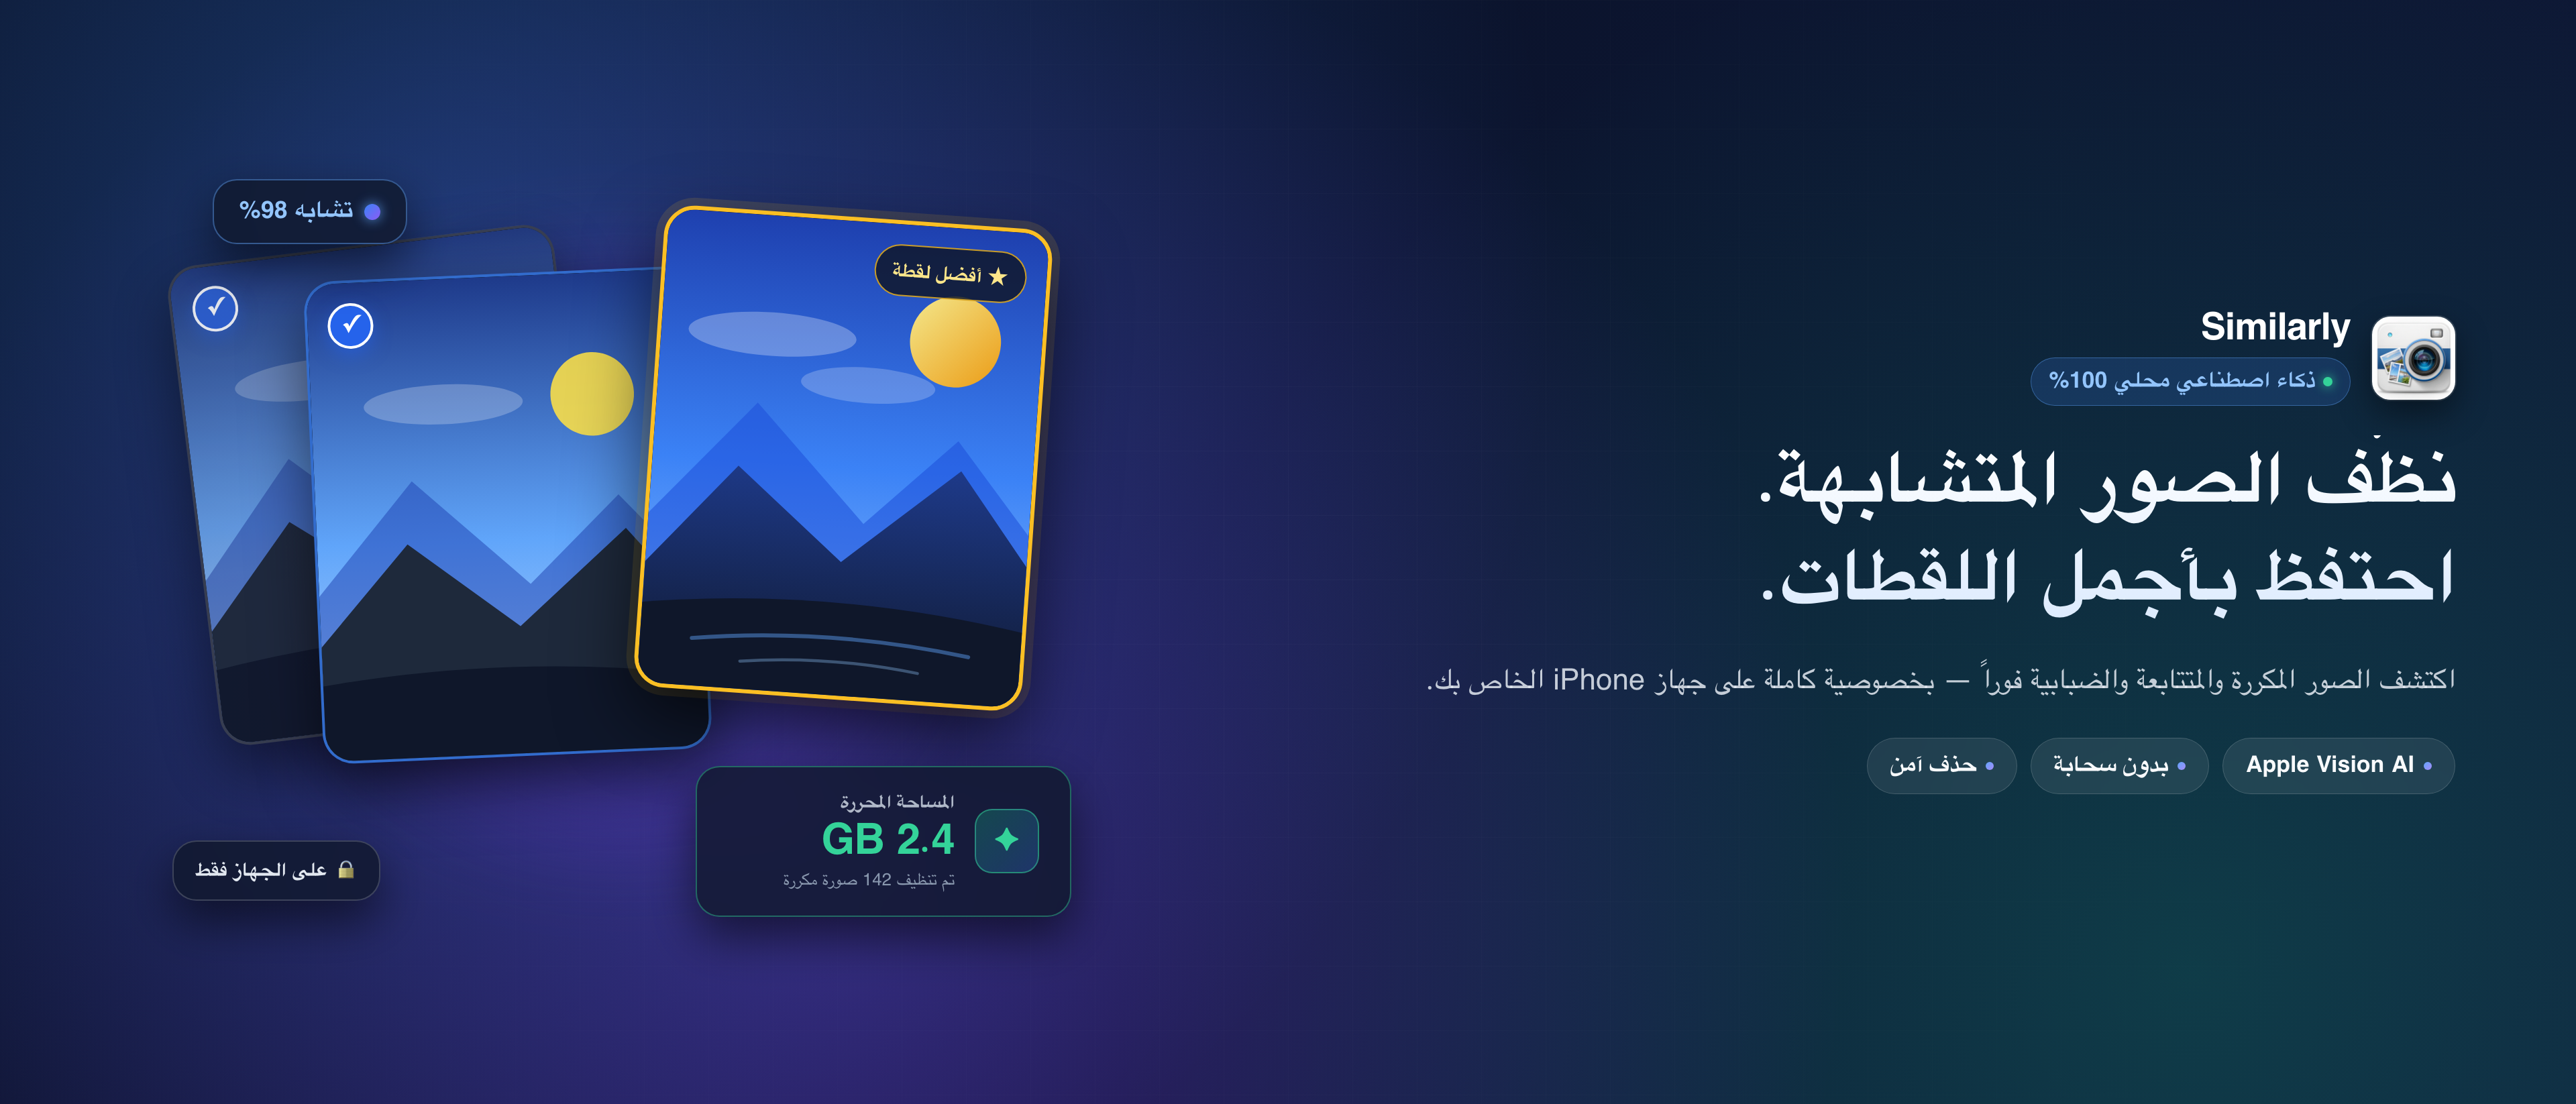 Similarly
ذكاء اصطناعي محلي 100%
نظّف الصور المتشابهة.
احتفظ بأجمل اللقطات.
اكتشف الصور المكررة والمتتابعة والضبابية فوراً — بخصوصية كاملة على جهاز iPhone الخاص بك.
Apple Vision AI
بدون سحابة
حذف آمن
تشابه 98%
★ أفضل لقطة
المساحة المحررة
2.4 GB
تم تنظيف 142 صورة مكررة
على الجهاز فقط